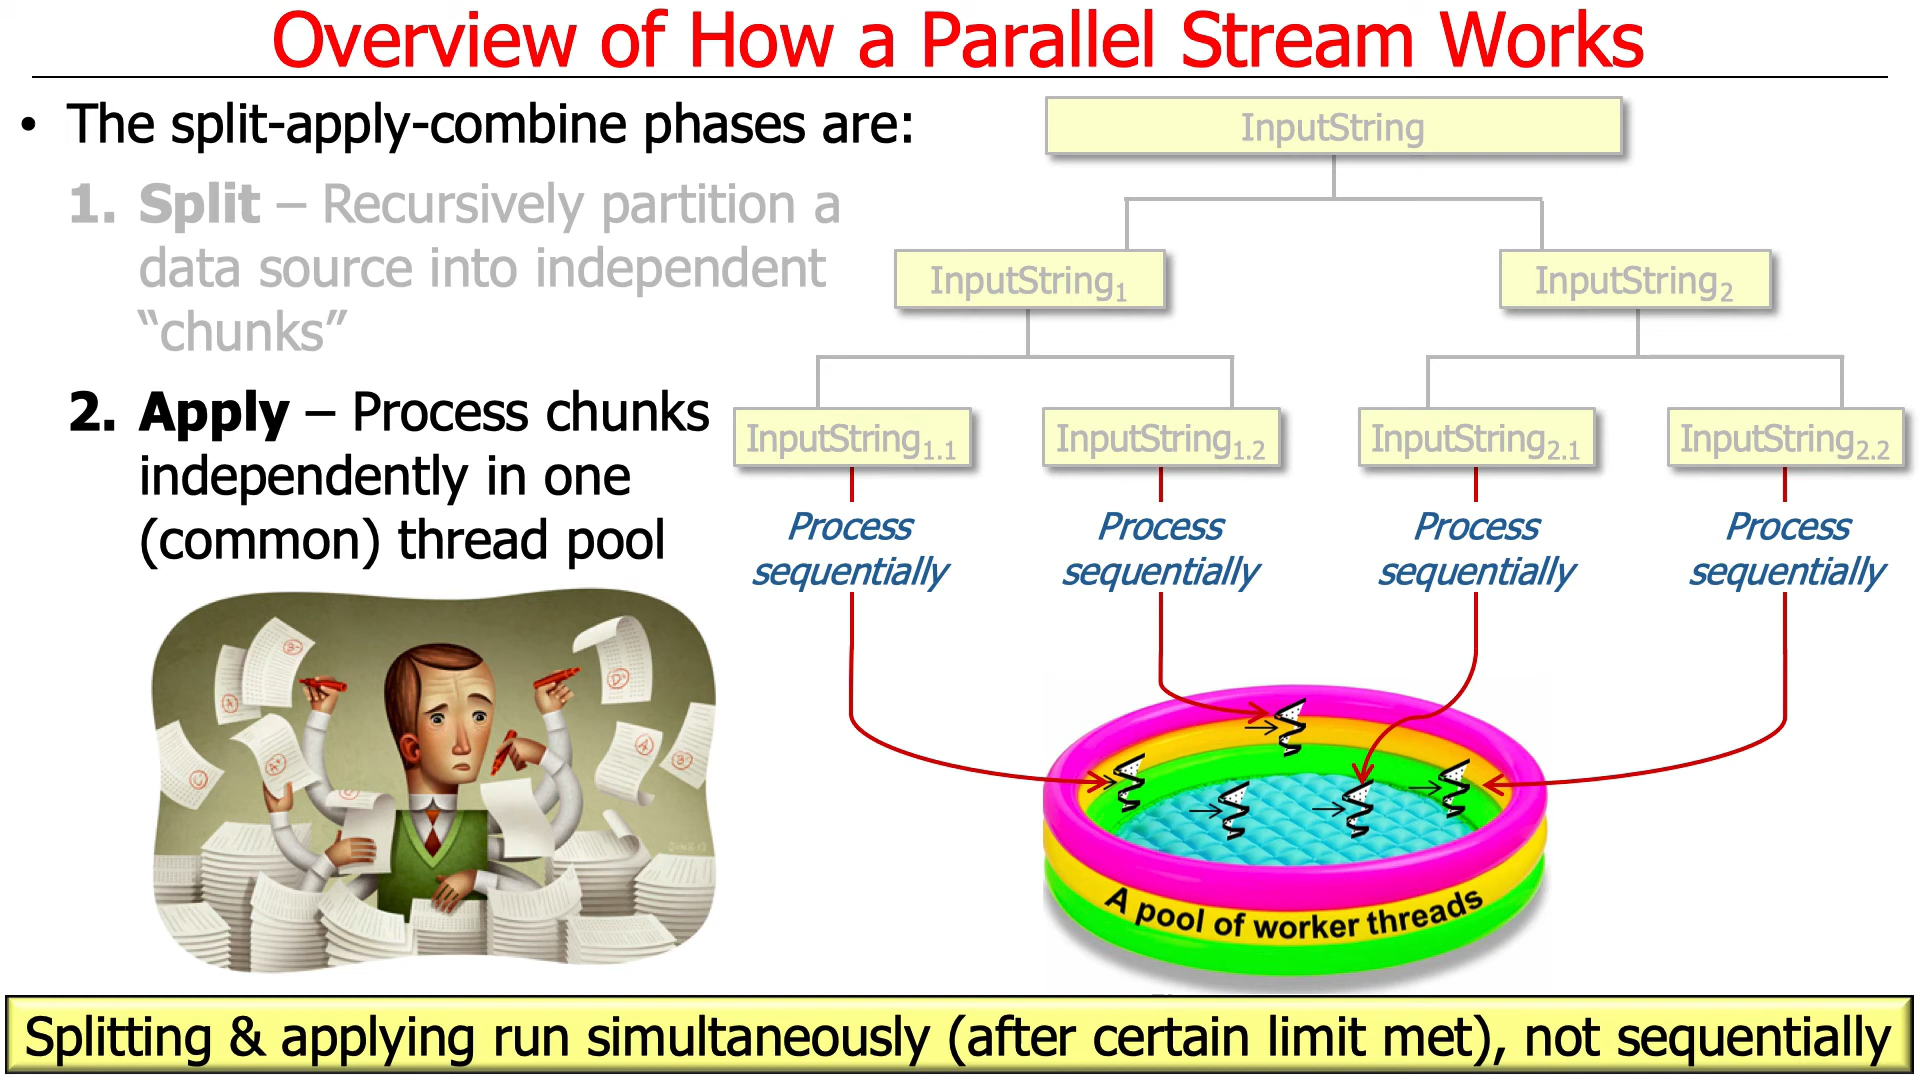 Overview of How a Parallel Stream Works
• The split-apply-combine phases are:
1. Split – Recursively partition a
data source into independent
“chunks”
2. Apply – Process chunks
independently in one
(common) thread pool
InputString
InputString1
InputString2
InputString1.1
InputString1.2
InputString2.1
InputString2.2
Process
sequentially
Process
sequentially
Process
sequentially
Process
sequentially
A pool of worker threads
Splitting & applying run simultaneously (after certain limit met), not sequentially